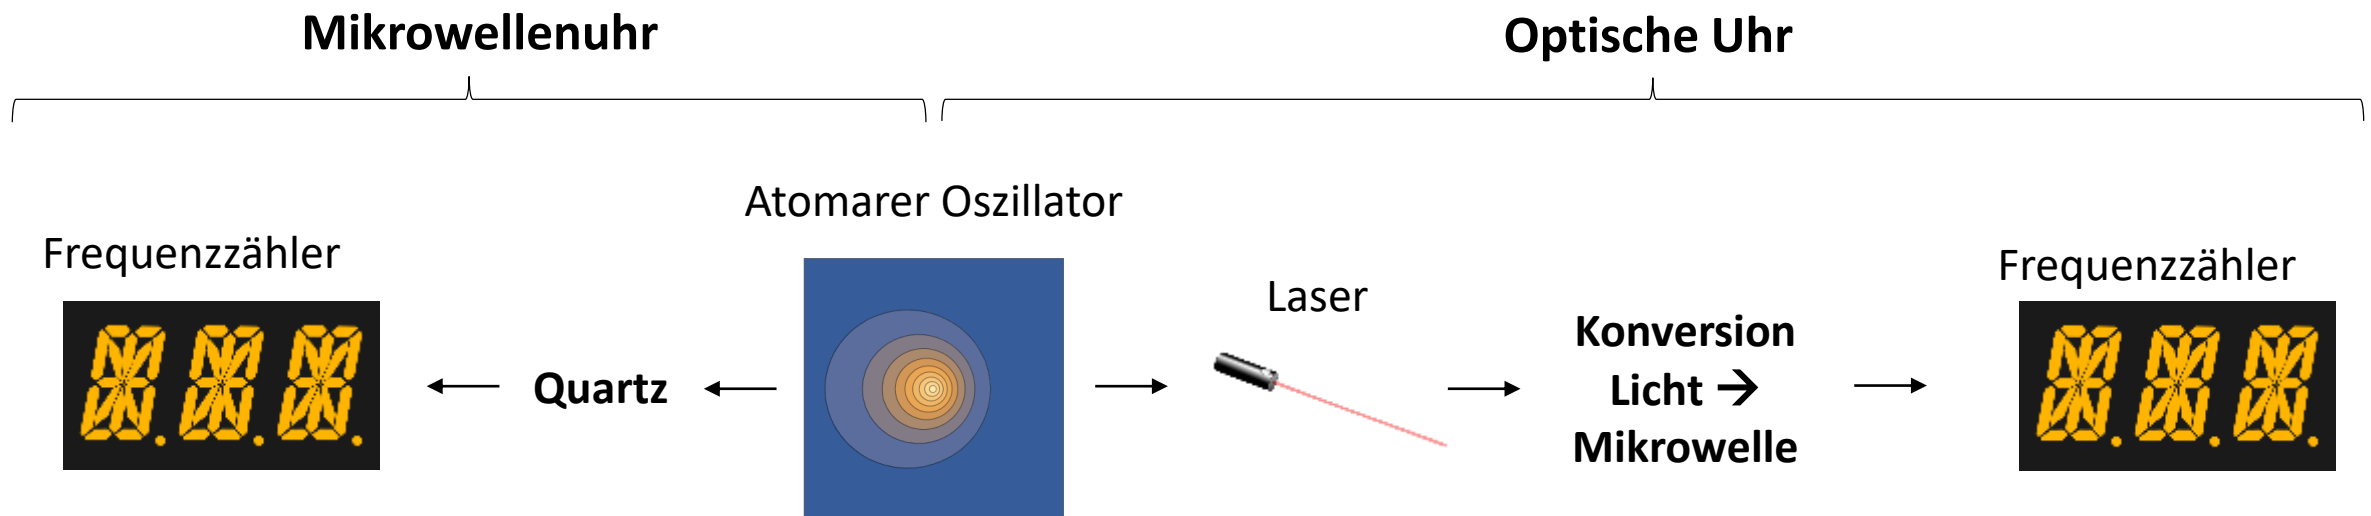 Mikrowellenuhr
Optische Uhr
Atomarer Oszillator
Frequenzzähler
Quartz
Laser
Konversion
Licht →
Mikrowelle
Frequenzzähler